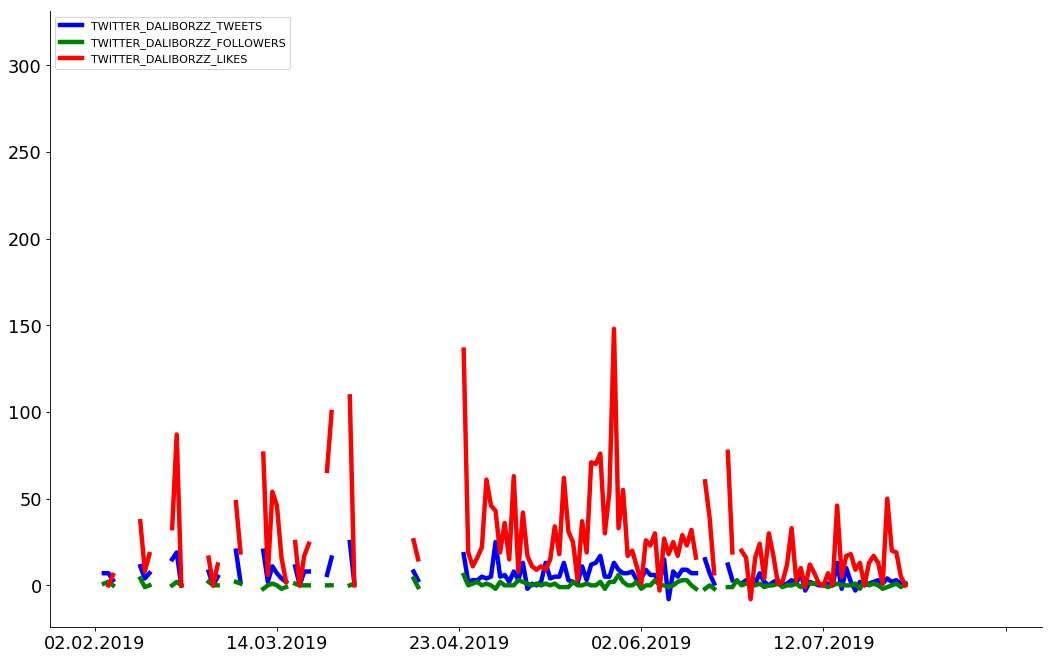 TWITTER_DALIBORZZ_TWEETS
TWITTER_DALIBORZZ_FOLLOWERS
TWITTER_DALIBORZZ_LIKES
300
250
200
150
100
50
0
02.02.2019 14.03.2019 23.04.2019 02.06.2019 12.07.2019